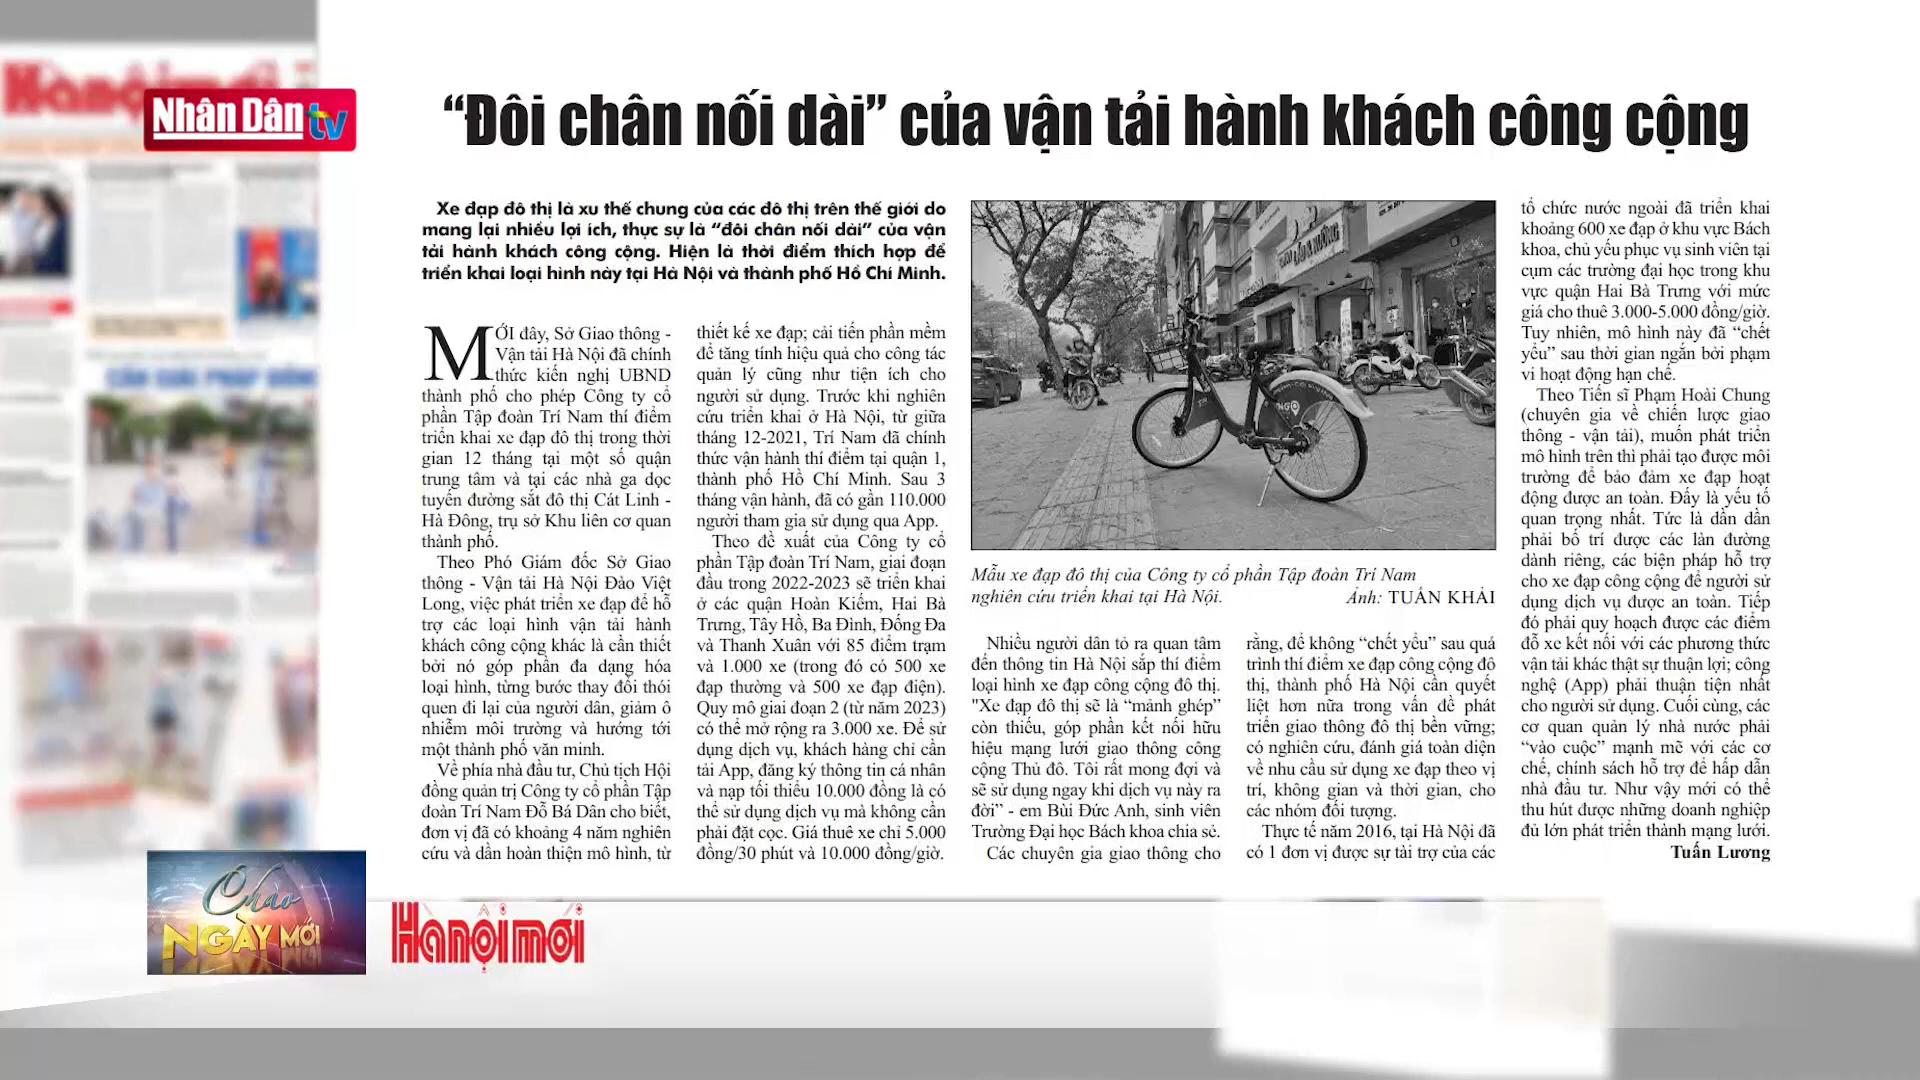 Nhân Dân tv
“Đôi chân nối dài” của vận tải hành khách công cộng
Xe đạp đô thị là xu thế chung của các đô thị trên thế giới do
mang lại nhiều lợi ích, thực sự là “đôi chân nối dài” của vận
tải hành khách công cộng. Hiện là thời điểm thích hợp để
triển khai loại hình này tại Hà Nội và thành phố Hồ Chí Minh.
MỚI đây, Sở Giao thông -
Vận tải Hà Nội đã chính
thức kiến nghị UBND
thành phố cho phép Công ty cổ
phần Tập đoàn Trí Nam thí điểm
triển khai xe đạp đô thị trong thời
gian 12 tháng tại một số quận
trung tâm và tại các nhà ga dọc
tuyến đường sắt đô thị Cát Linh -
Hà Đông, trụ sở Khu liên cơ quan
thành phố.
Theo Phó Giám đốc Sở Giao
thông - Vận tải Hà Nội Đào Việt
Long, việc phát triển xe đạp để hỗ
trợ các loại hình vận tải hành
khách công cộng khác là cần thiết
bởi nó góp phần đa dạng hóa
loại hình, từng bước thay đổi thói
quen đi lại của người dân, giảm ô
nhiễm môi trường và hướng tới
một thành phố văn minh.
Về phía nhà đầu tư, Chủ tịch Hội
đồng quản trị Công ty cổ phần Tập
đoàn Trí Nam Đỗ Bá Dân cho biết,
đơn vị đã có khoảng 4 năm nghiên
cứu và dần hoàn thiện mô hình, từ
thiết kế xe đạp; cải tiến phần mềm
để tăng tính hiệu quả cho công tác
quản lý cũng như tiện ích cho
người sử dụng. Trước khi nghiên
cứu triển khai ở Hà Nội, từ giữa
tháng 12-2021, Trí Nam đã chính
thức vận hành thí điểm tại quận 1,
thành phố Hồ Chí Minh. Sau 3
tháng vận hành, đã có gần 110.000
người tham gia sử dụng qua App.
Theo đề xuất của Công ty cổ
phần Tập đoàn Trí Nam, giai đoạn
đầu trong 2022-2023 sẽ triển khai
ở các quận Hoàn Kiếm, Hai Bà
Trưng, Tây Hồ, Ba Đình, Đống Đa
và Thanh Xuân với 85 điểm trạm
và 1.000 xe (trong đó có 500 xe
đạp thường và 500 xe đạp điện).
Quy mô giai đoạn 2 (từ năm 2023)
có thể mở rộng ra 3.000 xe. Để sử
dụng dịch vụ, khách hàng chỉ cần
tải App, đăng ký thông tin cá nhân
và nạp tối thiểu 10.000 đồng là có
thể sử dụng dịch vụ mà không cần
phải đặt cọc. Giá thuê xe chỉ 5.000
đồng/30 phút và 10.000 đồng/giờ.
Mẫu xe đạp đô thị của Công ty cổ phần Tập đoàn Trí Nam
nghiên cứu triển khai tại Hà Nội. Ảnh: TUẤN KHẢI
Nhiều người dân tỏ ra quan tâm
đến thông tin Hà Nội sắp thí điểm
loại hình xe đạp công cộng đô thị.
"Xe đạp đô thị sẽ là “mảnh ghép”
còn thiếu, góp phần kết nối hữu
hiệu mạng lưới giao thông công
cộng Thủ đô. Tôi rất mong đợi và
sẽ sử dụng ngay khi dịch vụ này ra
đời” - em Bùi Đức Anh, sinh viên
Trường Đại học Bách khoa chia sẻ.
Các chuyên gia giao thông cho
rằng, để không “chết yểu” sau quá
trình thí điểm xe đạp công cộng đô
thị, thành phố Hà Nội cần quyết
liệt hơn nữa trong vấn đề phát
triển giao thông đô thị bền vững;
có nghiên cứu, đánh giá toàn diện
về nhu cầu sử dụng xe đạp theo vị
trí, không gian và thời gian, cho
các nhóm đối tượng.
Thực tế năm 2016, tại Hà Nội đã
có 1 đơn vị được sự tài trợ của các
tổ chức nước ngoài đã triển khai
khoảng 600 xe đạp ở khu vực Bách
khoa, chủ yếu phục vụ sinh viên tại
cụm các trường đại học trong khu
vực quận Hai Bà Trưng với mức
giá cho thuê 3.000-5.000 đồng/giờ.
Tuy nhiên, mô hình này đã “chết
yểu” sau thời gian ngắn bởi phạm
vi hoạt động hạn chế.
Theo Tiến sĩ Phạm Hoài Chung
(chuyên gia về chiến lược giao
thông - vận tải), muốn phát triển
mô hình trên thì phải tạo được môi
trường để bảo đảm xe đạp hoạt
động được an toàn. Đấy là yếu tố
quan trọng nhất. Tức là dần dần
phải bố trí được các làn đường
dành riêng, các biện pháp hỗ trợ
cho xe đạp công cộng để người sử
dụng dịch vụ được an toàn. Tiếp
đó phải quy hoạch được các điểm
đỗ xe kết nối với các phương thức
vận tải khác thật sự thuận lợi; công
nghệ (App) phải thuận tiện nhất
cho người sử dụng. Cuối cùng, các
cơ quan quản lý nhà nước phải
“vào cuộc” mạnh mẽ với các cơ
chế, chính sách hỗ trợ để hấp dẫn
nhà đầu tư. Như vậy mới có thể
thu hút được những doanh nghiệp
đủ lớn phát triển thành mạng lưới.
Tuấn Lương
Chào
NGÀY MỚI
Hànộimới